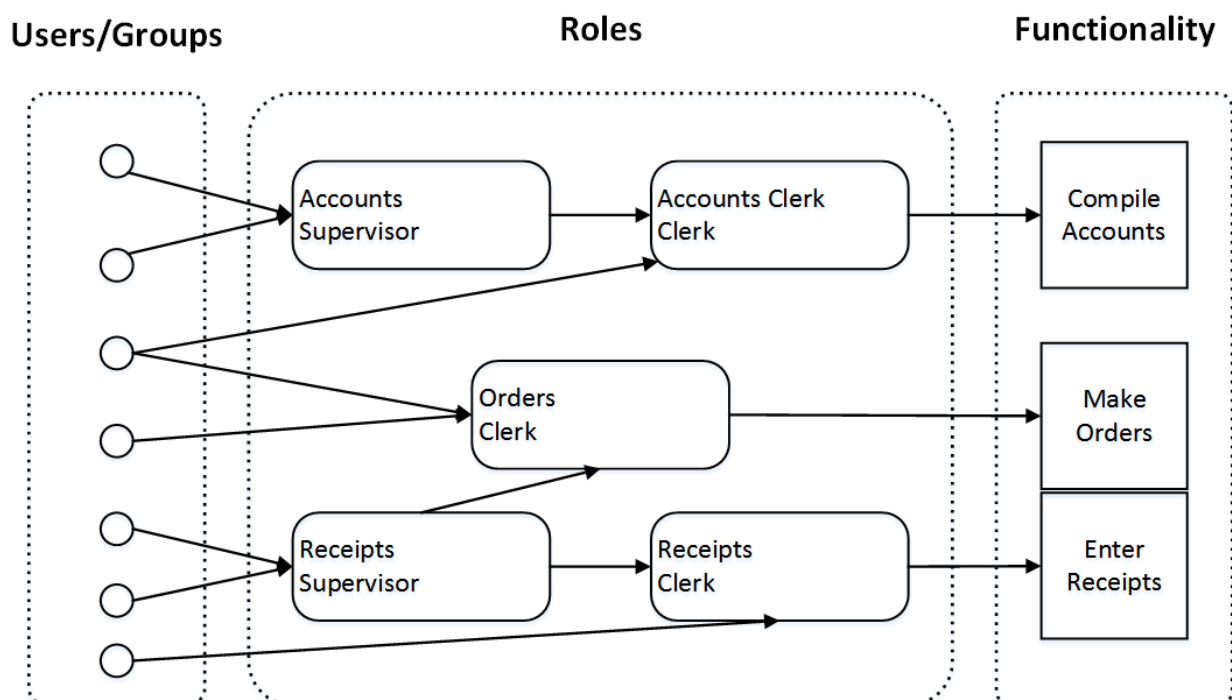 Users/Groups
Roles
Functionality
Accounts
Supervisor
Accounts Clerk
Clerk
Compile
Accounts
Orders
Clerk
Make
Orders
Receipts
Supervisor
Receipts
Clerk
Enter
Receipts